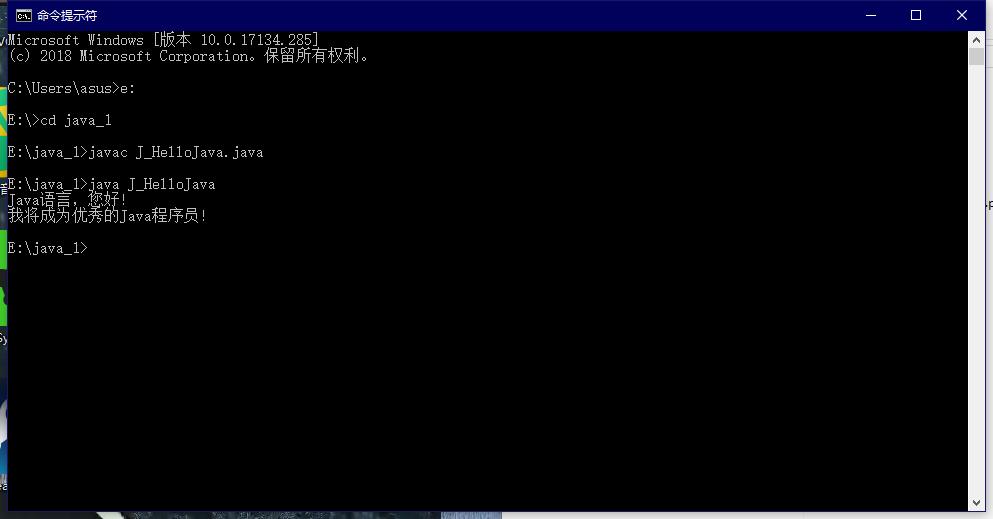 命令提示符
Microsoft Windows [版本 10.0.17134.285]
(c) 2018 Microsoft Corporation。保留所有权利。
C:\Users\asus>e:
E:\>cd java_1
E:\java_1>javac J_HelloJava.java
E:\java_1>java J_HelloJava
Java语言，您好!
我将成为优秀的Java程序员!
E:\java_1>